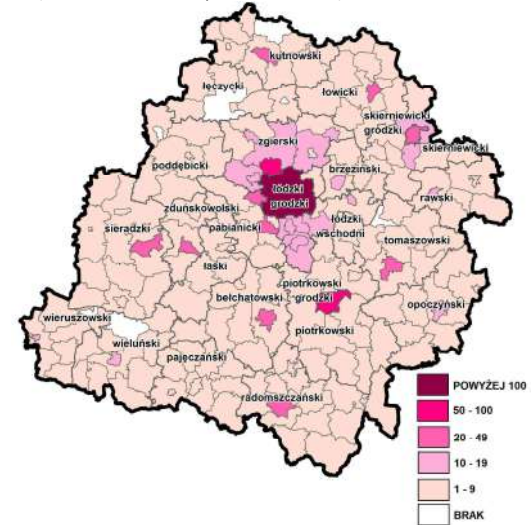 kutnowski
łęczycki
łowicki
skierniewicki
grodzki
skierniewicki
zgierski
poddębicki
brzeziński
łódzki
grodzki
rawski
zduńskowolski
sieradzki
pabianicki
łódzki
wschodni
tomaszowski
łaski
piotrkowski
grodzki
bełchatowski
opoczyński
wieruszowski
piotrkowski
wieluński
pajęczański
radomszczański
POWYŻEJ 100
50 - 100
20 - 49
10 - 19
1 - 9
BRAK